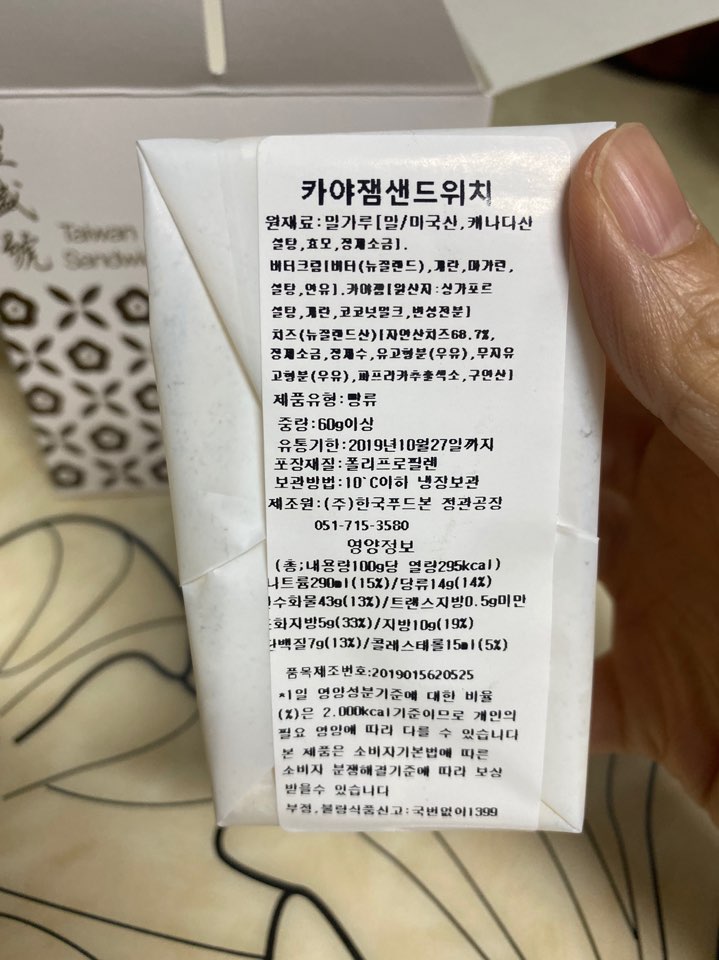 號
Taiwan
카야잼샌드위치
원재료:밀가루[밀/미국산,캐나다산
설탕,효모,정제소금].
버터크림[버터(뉴질랜드),계란,마가린,
설탕,연유].카야잼[원산지:싱가포르
설탕,계란,코코넛밀크,변성전분]
치즈(뉴질랜드산)[자연산치즈68.7%,
정제소금,정제수,유고형분(우유),무지유
고형분(우유),파프리카추출색소,구연산]
제품유형:빵류
중량:60g이상
유통기한:2019년10월27일까지
포장재질:폴리프로필렌
보관방법:10`C이하 냉장보관
제조원:(주)한국푸드본 정관공장
051-715-3580
영양정보
(총;내용량100g당 열량295kcal)
나트륨290ml(15%)/당류14g(14%)
수화물43g(13%)/트랜스지방0.5g미만
화지방5g(33%)/지방10g(19%)
단백질7g(13%)/콜레스테롤15ml(5%)
품목제조번호:2019015620525
*1일 영양성분기준에 대한 비율
(%)은 2.000kcal기준이므로 개인의
필요 영양에 따라 다를 수 있습니다
본 제품은 소비자기본법에 따른
소비자 분쟁해결기준에 따라 보상
받을수 있습니다
부정,불량식품신고:국번없이1399